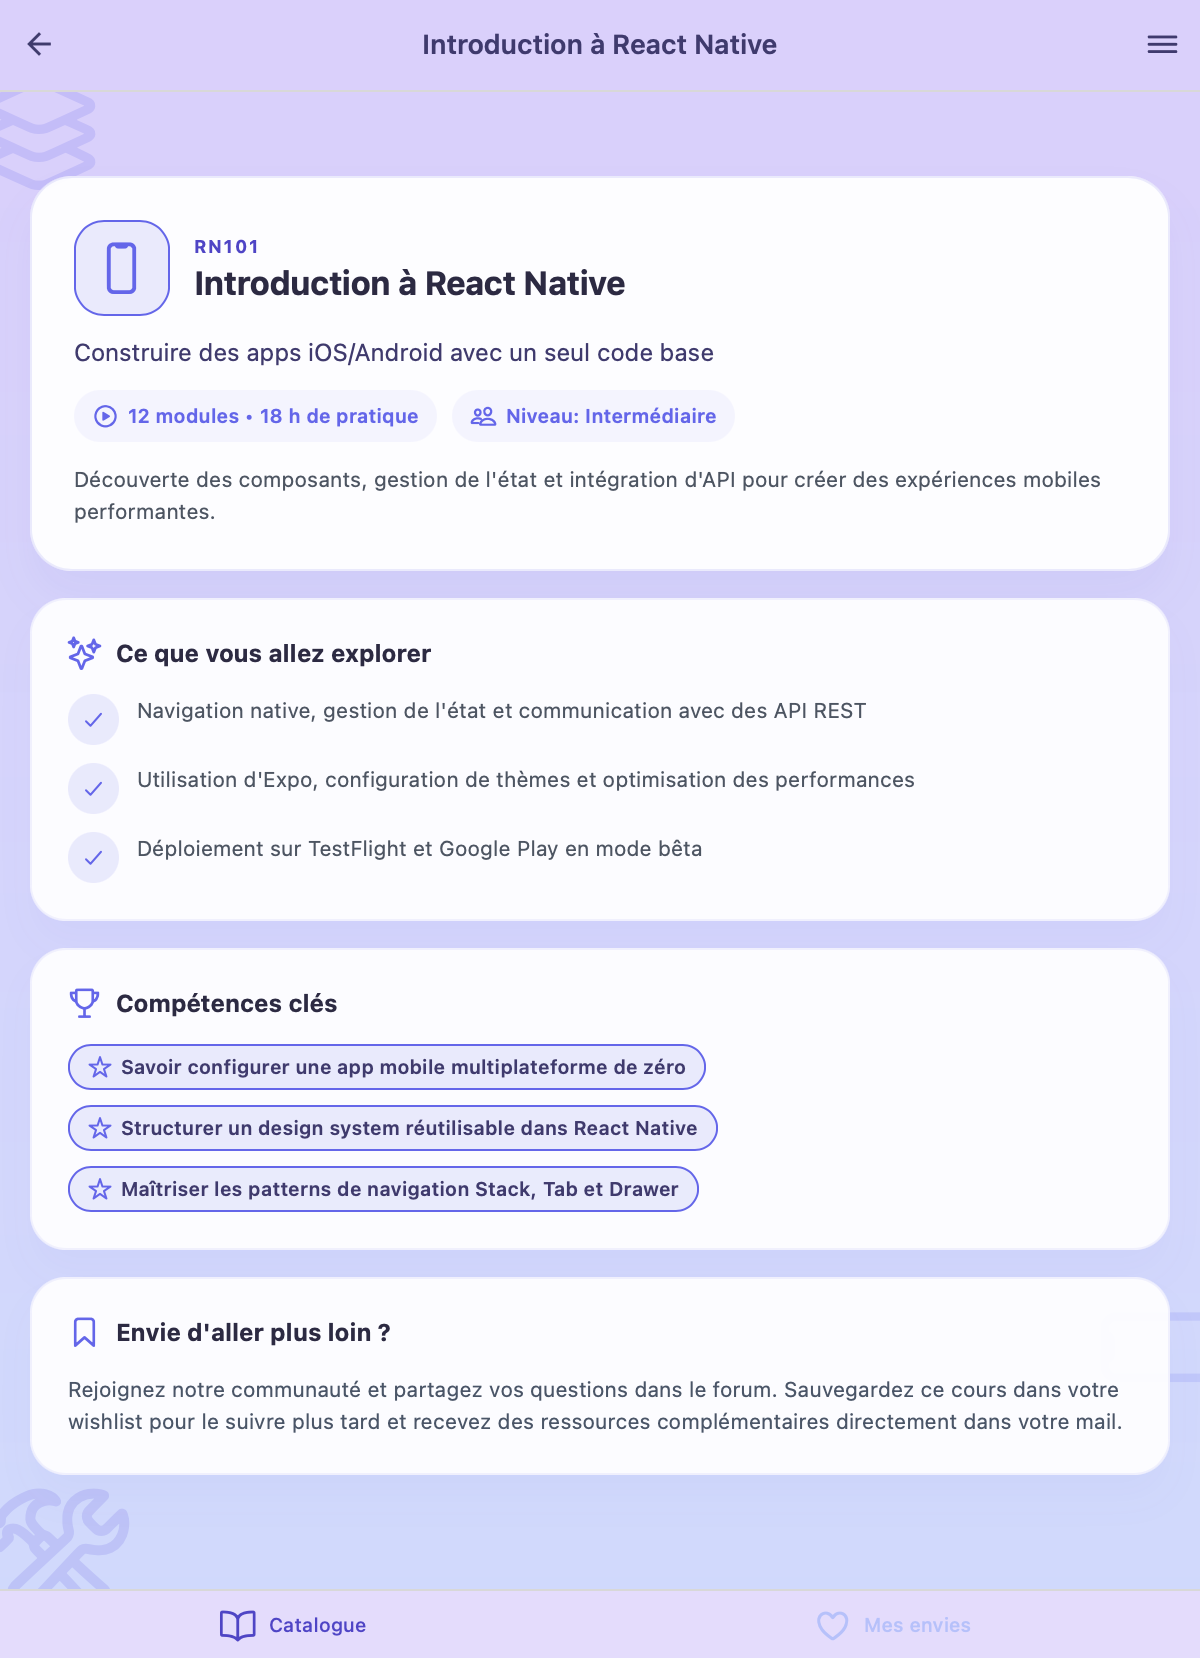 Introduction à React Native
RN101
Introduction à React Native
Construire des apps iOS/Android avec un seul code base
12 modules • 18 h de pratique
Niveau: Intermédiaire
Découverte des composants, gestion de l'état et intégration d'API pour créer des expériences mobiles
performantes.
Ce que vous allez explorer
Navigation native, gestion de l'état et communication avec des API REST
Utilisation d'Expo, configuration de thèmes et optimisation des performances
Déploiement sur TestFlight et Google Play en mode bêta
Compétences clés
Savoir configurer une app mobile multiplateforme de zéro
Structurer un design system réutilisable dans React Native
Maîtriser les patterns de navigation Stack, Tab et Drawer
Envie d'aller plus loin ?
Rejoignez notre communauté et partagez vos questions dans le forum. Sauvegardez ce cours dans votre
wishlist pour le suivre plus tard et recevez des ressources complémentaires directement dans votre mail.
Catalogue
Mes envies